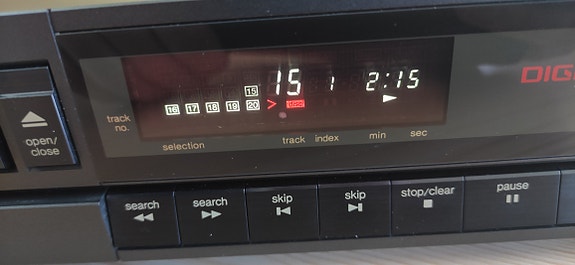 15 15 1 2:15
16 17 18 19 20 >
track no.
selection track index min sec
DIG
open/close
search
search
skip
skip
stop/clear
pause